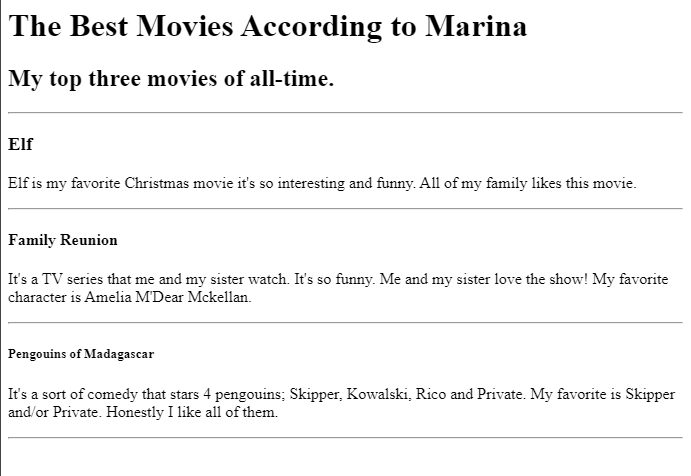 The Best Movies According to Marina
My top three movies of all-time.
Elf
Elf is my favorite Christmas movie it's so interesting and funny. All of my family likes this movie.
Family Reunion
It's a TV series that me and my sister watch. It's so funny. Me and my sister love the show! My favorite
character is Amelia M'Dear Mckellan.
Pengouins of Madagascar
It's a sort of comedy that stars 4 pengouins; Skipper, Kowalski, Rico and Private. My favorite is Skipper
and/or Private. Honestly I like all of them.